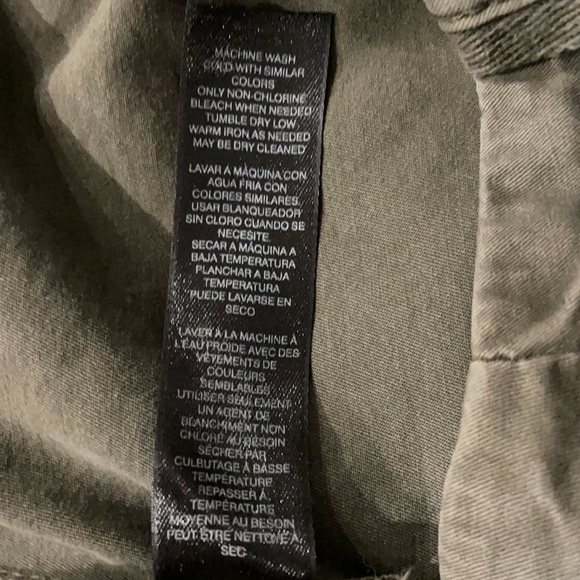 MACHINE WASH
COLD WITH SIMILAR
COLORS
ONLY NON-CHLORINE
BLEACH WHEN NEEDED
TUMBLE DRY LOW
WARM IRON AS NEEDED
MAY BE DRY CLEANED
LAVAR A MÁQUINA CON
AGUA FRIA CON
COLORES SIMILARES.
USAR BLANQUEADOR
SIN CLORO CUANDO SE
NECESITE.
SECAR A MÁQUINA A
BAJA TEMPERATURA
PLANCHAR A BAJA
TEMPERATURA
PUEDE LAVARSE EN
SECO
LAVER À LA MACHINE À
L'EAU FROIDE AVEC DES
VÊTEMENTS DE
COULEURS
SEMBLABLES
UTILISER SEULEMENT
UN AGENT DE
BLANCHIMENT NON
CHLORÉ AU BESOIN
SÉCHER PAR
CULBUTAGE À BASSE
TEMPÉRATURE
REPASSER À
TEMPÉRATURE
MOYENNE AU BESOIN
PEUT ÊTRE NETTOYÉ À
SEC